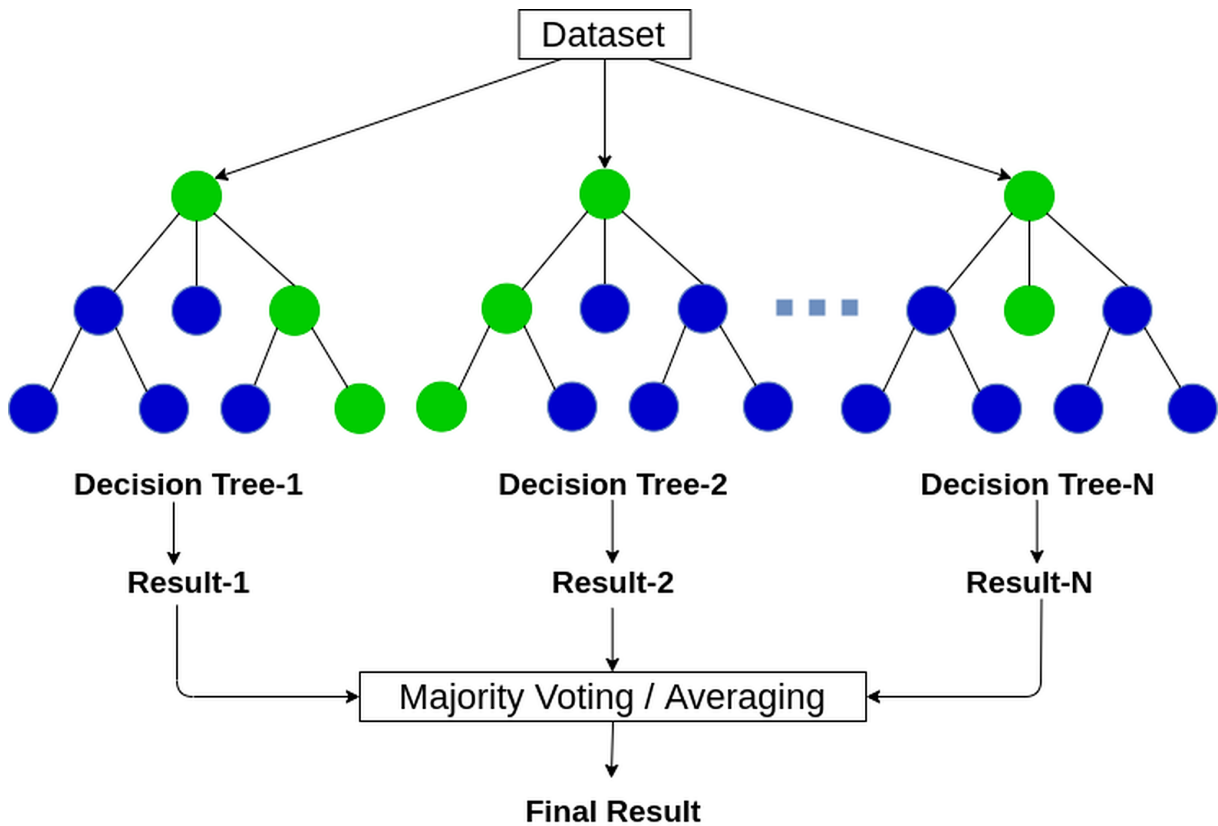 Dataset
Decision Tree-1
Decision Tree-2
Decision Tree-N
Result-1
Result-2
Result-N
Majority Voting / Averaging
Final Result